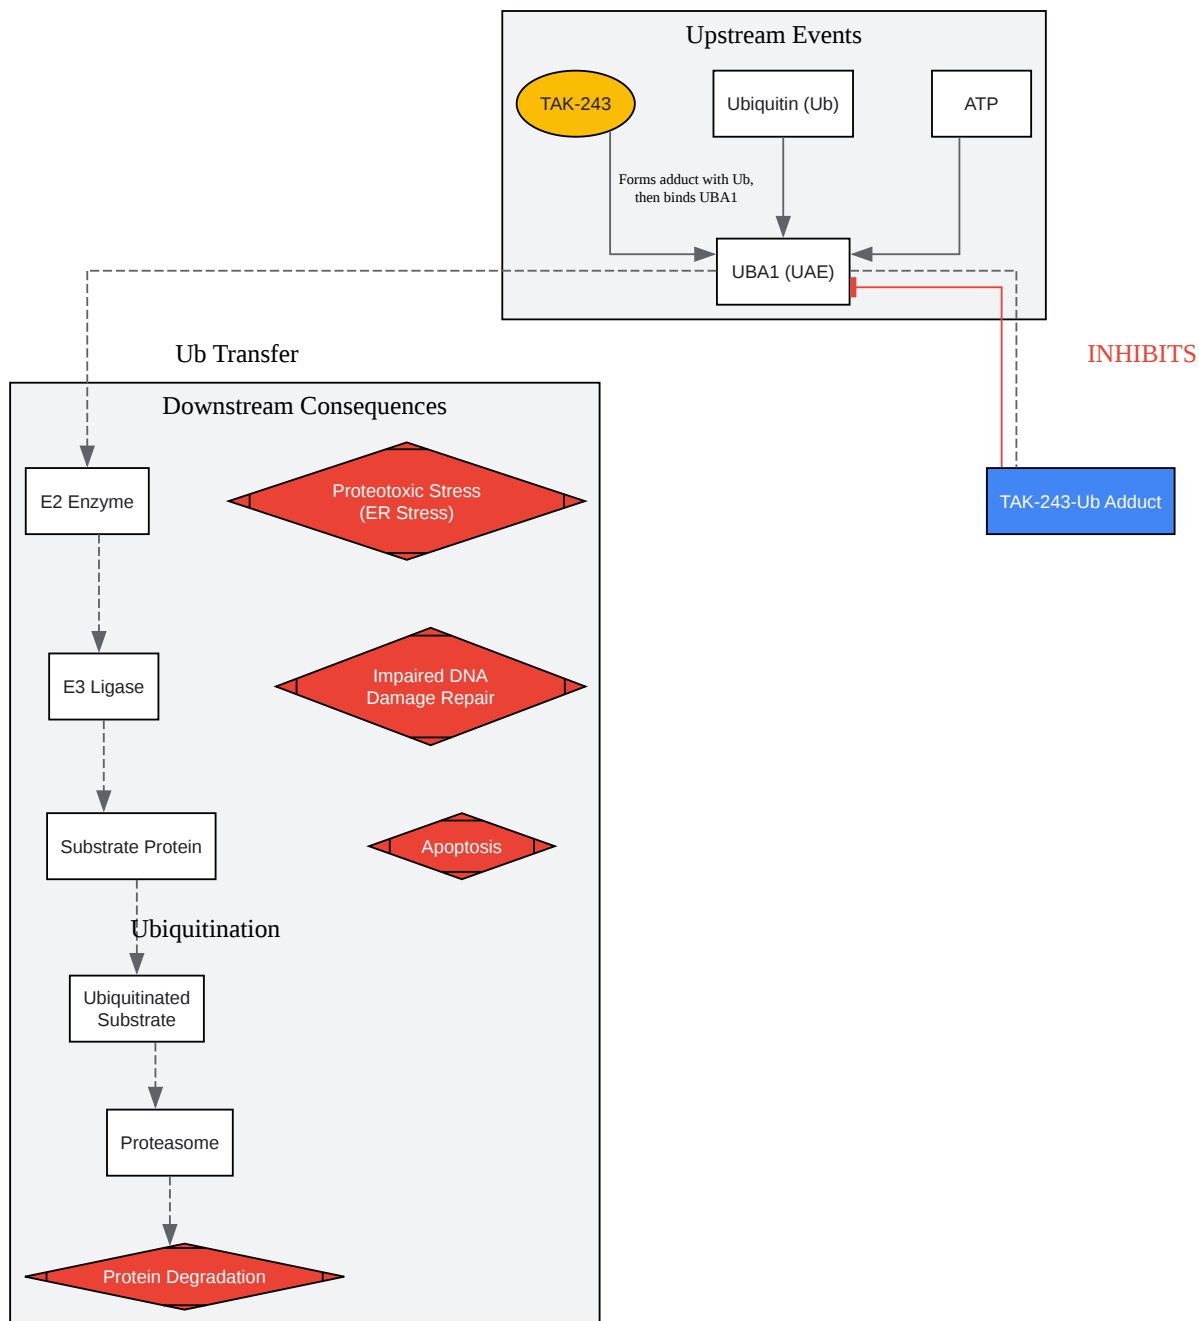 Upstream Events
TAK-243
Ubiquitin (Ub)
ATP
Forms adduct with Ub,
then binds UBA1
UBA1 (UAE)
Ub Transfer
INHIBITS
Downstream Consequences
E2 Enzyme
Proteotoxic Stress
(ER Stress)
TAK-243-Ub Adduct
E3 Ligase
Impaired DNA
Damage Repair
Substrate Protein
Apoptosis
Ubiquitination
Ubiquitinated
Substrate
Proteasome
Protein Degradation